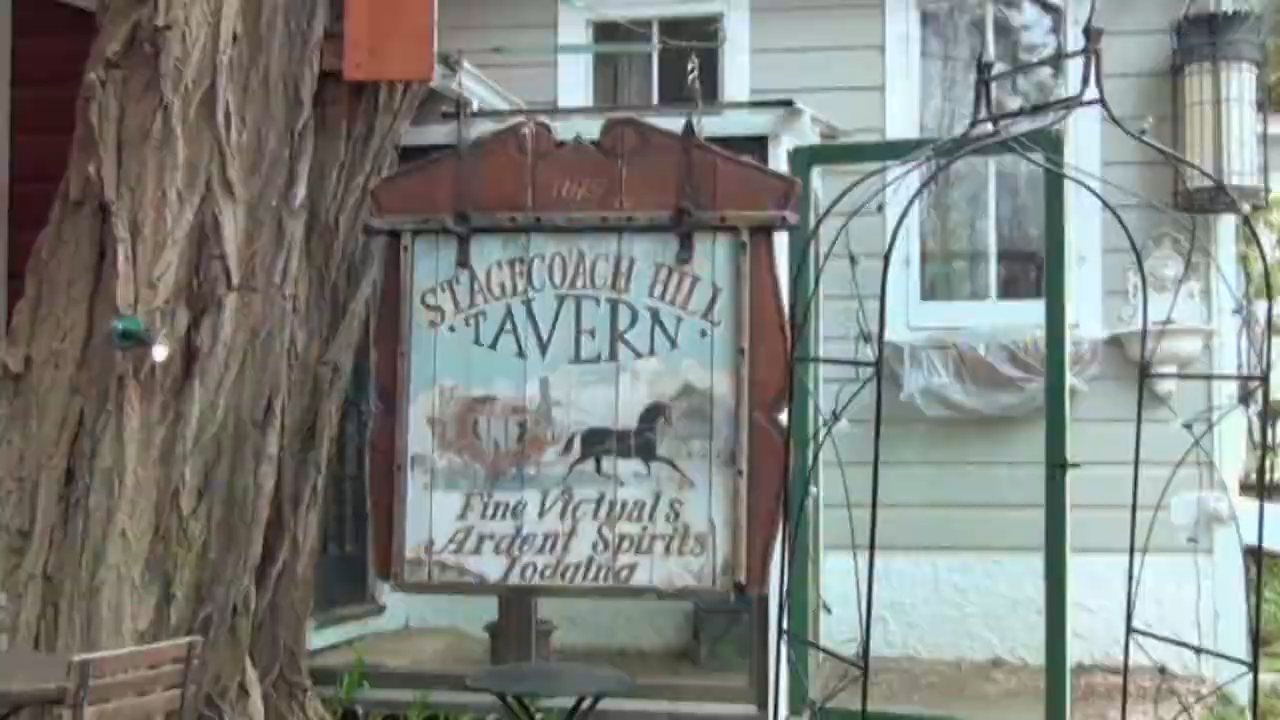 STAGECOACH HILL
· TAVERN ·
Fine Victuals
Ardent Spirits
Lodging